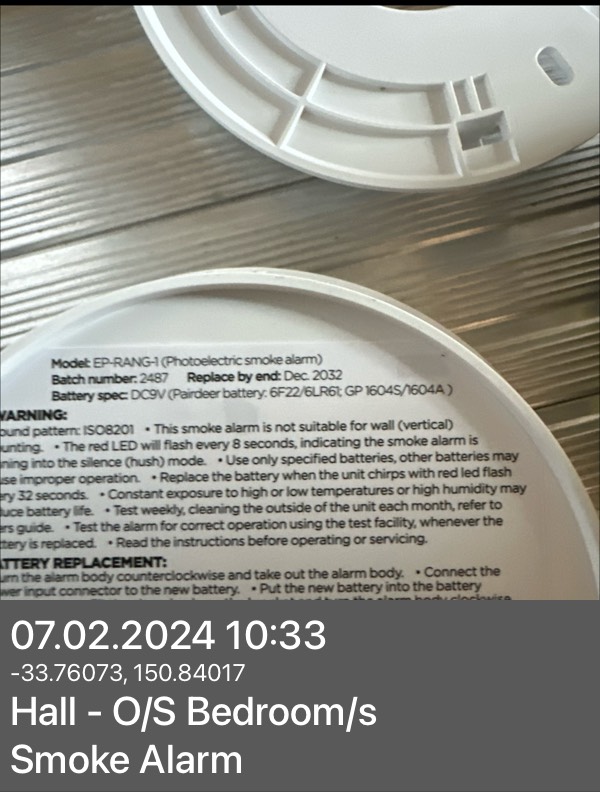 Model: EP-RANG-1 (Photoelectric smoke alarm)
Batch number: 2487 Replace by end: Dec. 2032
Battery spec: DC9V (Pairdeer battery: 6F22/6LR61; GP 1604S/1604A )
WARNING:
ound pattern: ISO8201 • This smoke alarm is not suitable for wall (vertical)
unting. • The red LED will flash every 8 seconds, indicating the smoke alarm is
ning into the silence (hush) mode. • Use only specified batteries, other batteries may
use improper operation. • Replace the battery when the unit chirps with red led flash
ery 32 seconds. • Constant exposure to high or low temperatures or high humidity may
duce battery life. • Test weekly, cleaning the outside of the unit each month, refer to
ers guide. • Test the alarm for correct operation using the test facility, whenever the
ttery is replaced. • Read the instructions before operating or servicing.
ATTERY REPLACEMENT:
urn the alarm body counterclockwise and take out the alarm body. • Connect the
wer input connector to the new battery. • Put the new battery into the battery
07.02.2024 10:33
-33.76073, 150.84017
Hall - O/S Bedroom/s
Smoke Alarm